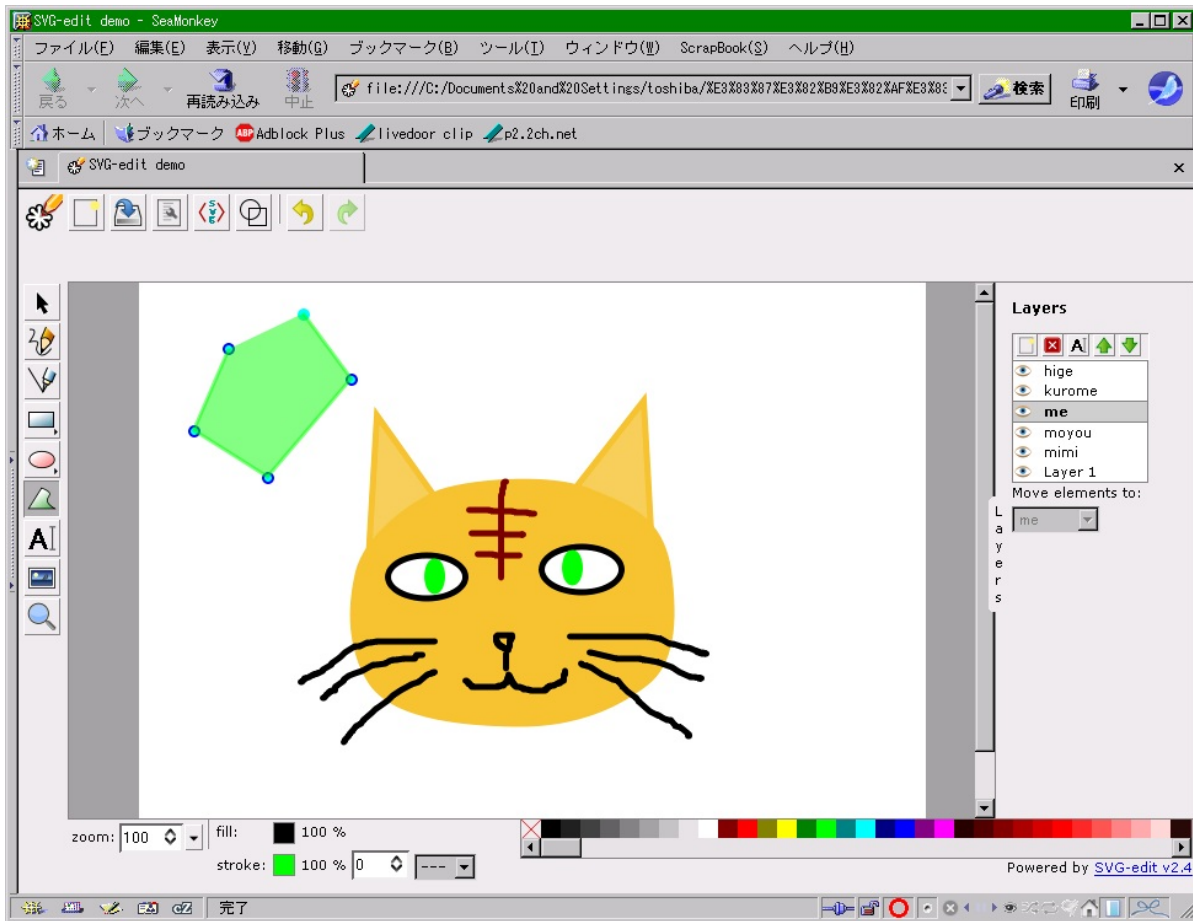 SVG-edit demo - SeaMonkey
ファイル(F) 編集(E) 表示(V) 移動(G) ブックマーク(B) ツール(T) ウィンドウ(W) ScrapBook(S) ヘルプ(H)
戻る 次へ 再読み込み 中止 file:///C:/Documents%20and%20Settings/toshiba/%E3%83%87%E3%82%B9%E3%82%AF%E3%8 検索 印刷
ホーム ブックマーク ABP Adblock Plus livedoor clip p2.2ch.net
SVG-edit demo
SVG
Layers
hige
kurome
me
moyou
mimi
Layer 1
Move elements to:
me
Layers
zoom: 100 fill: 100 %
stroke: 100 % 0 ---
Powered by SVG-edit v2.4
cZ 完了